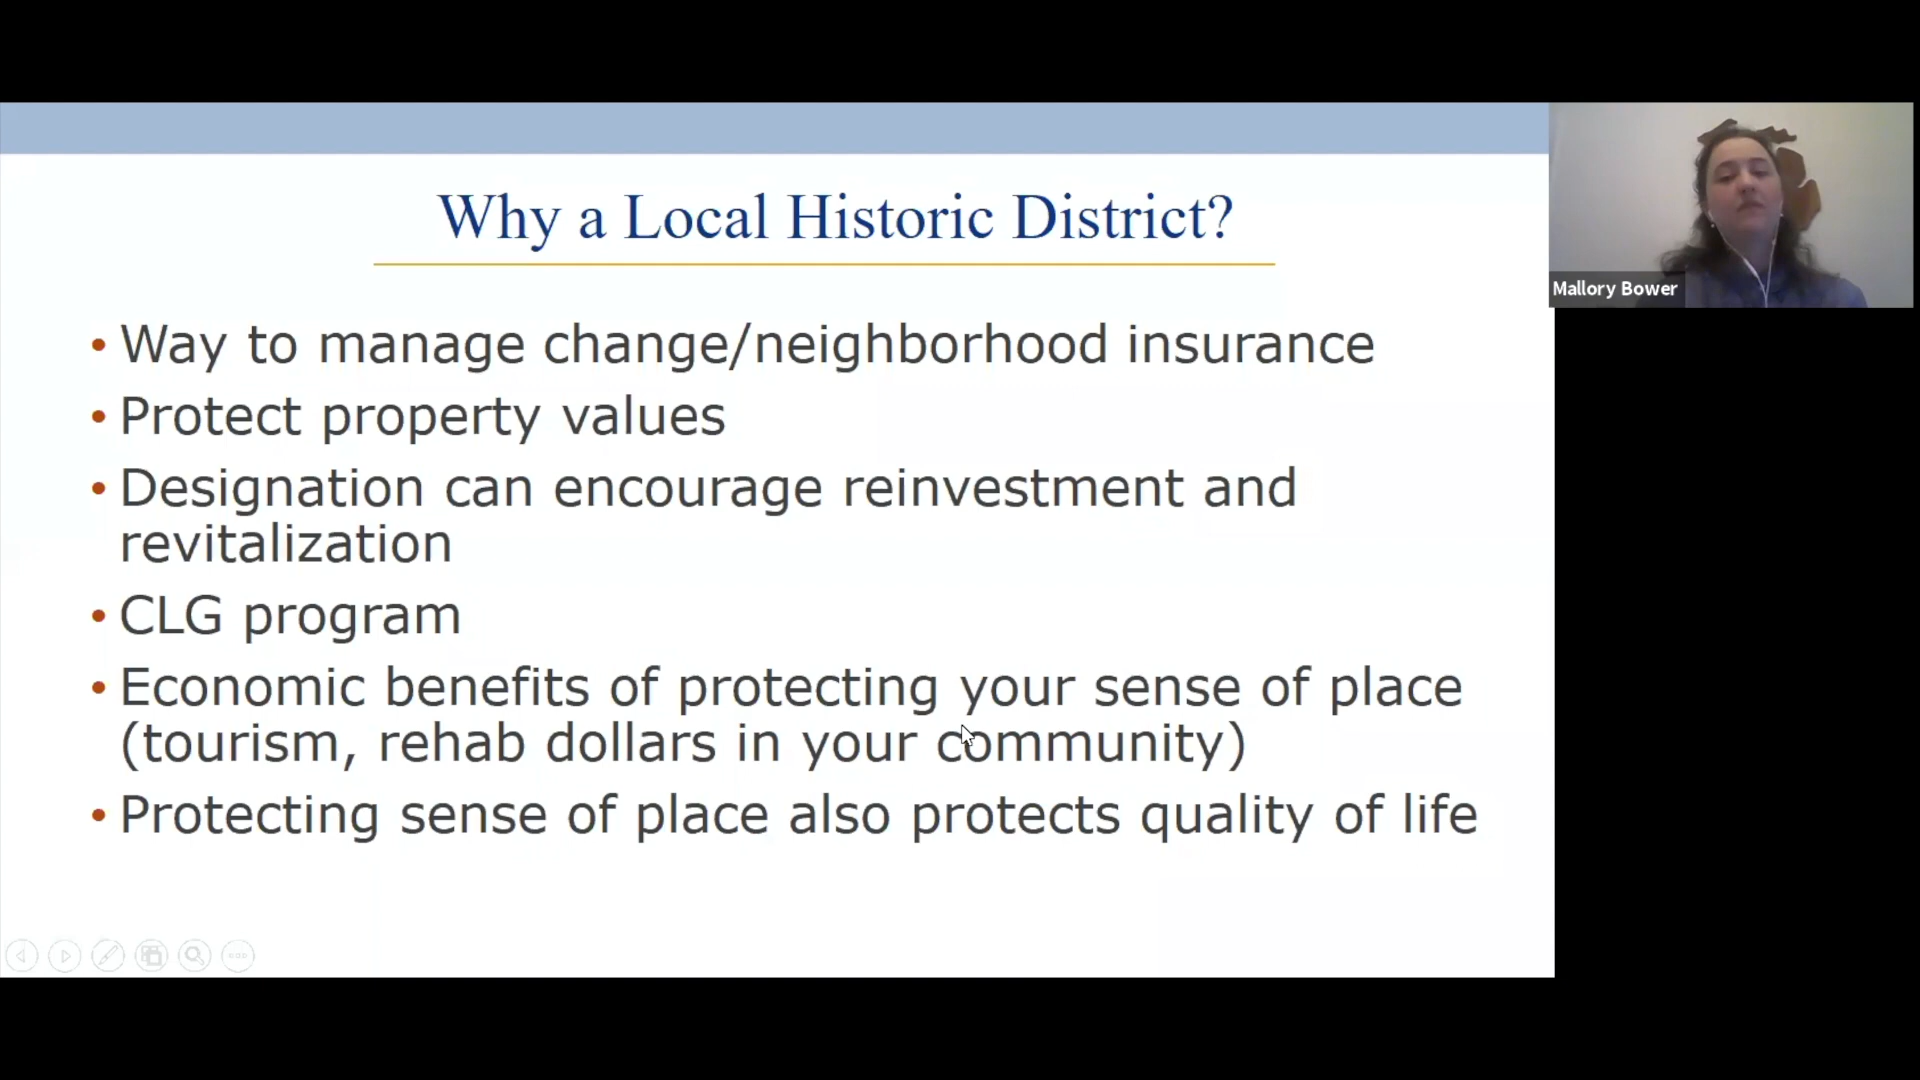 Why a Local Historic District?
• Way to manage change/neighborhood insurance
• Protect property values
• Designation can encourage reinvestment and
revitalization
• CLG program
• Economic benefits of protecting your sense of place
(tourism, rehab dollars in your community)
• Protecting sense of place also protects quality of life
Mallory Bower